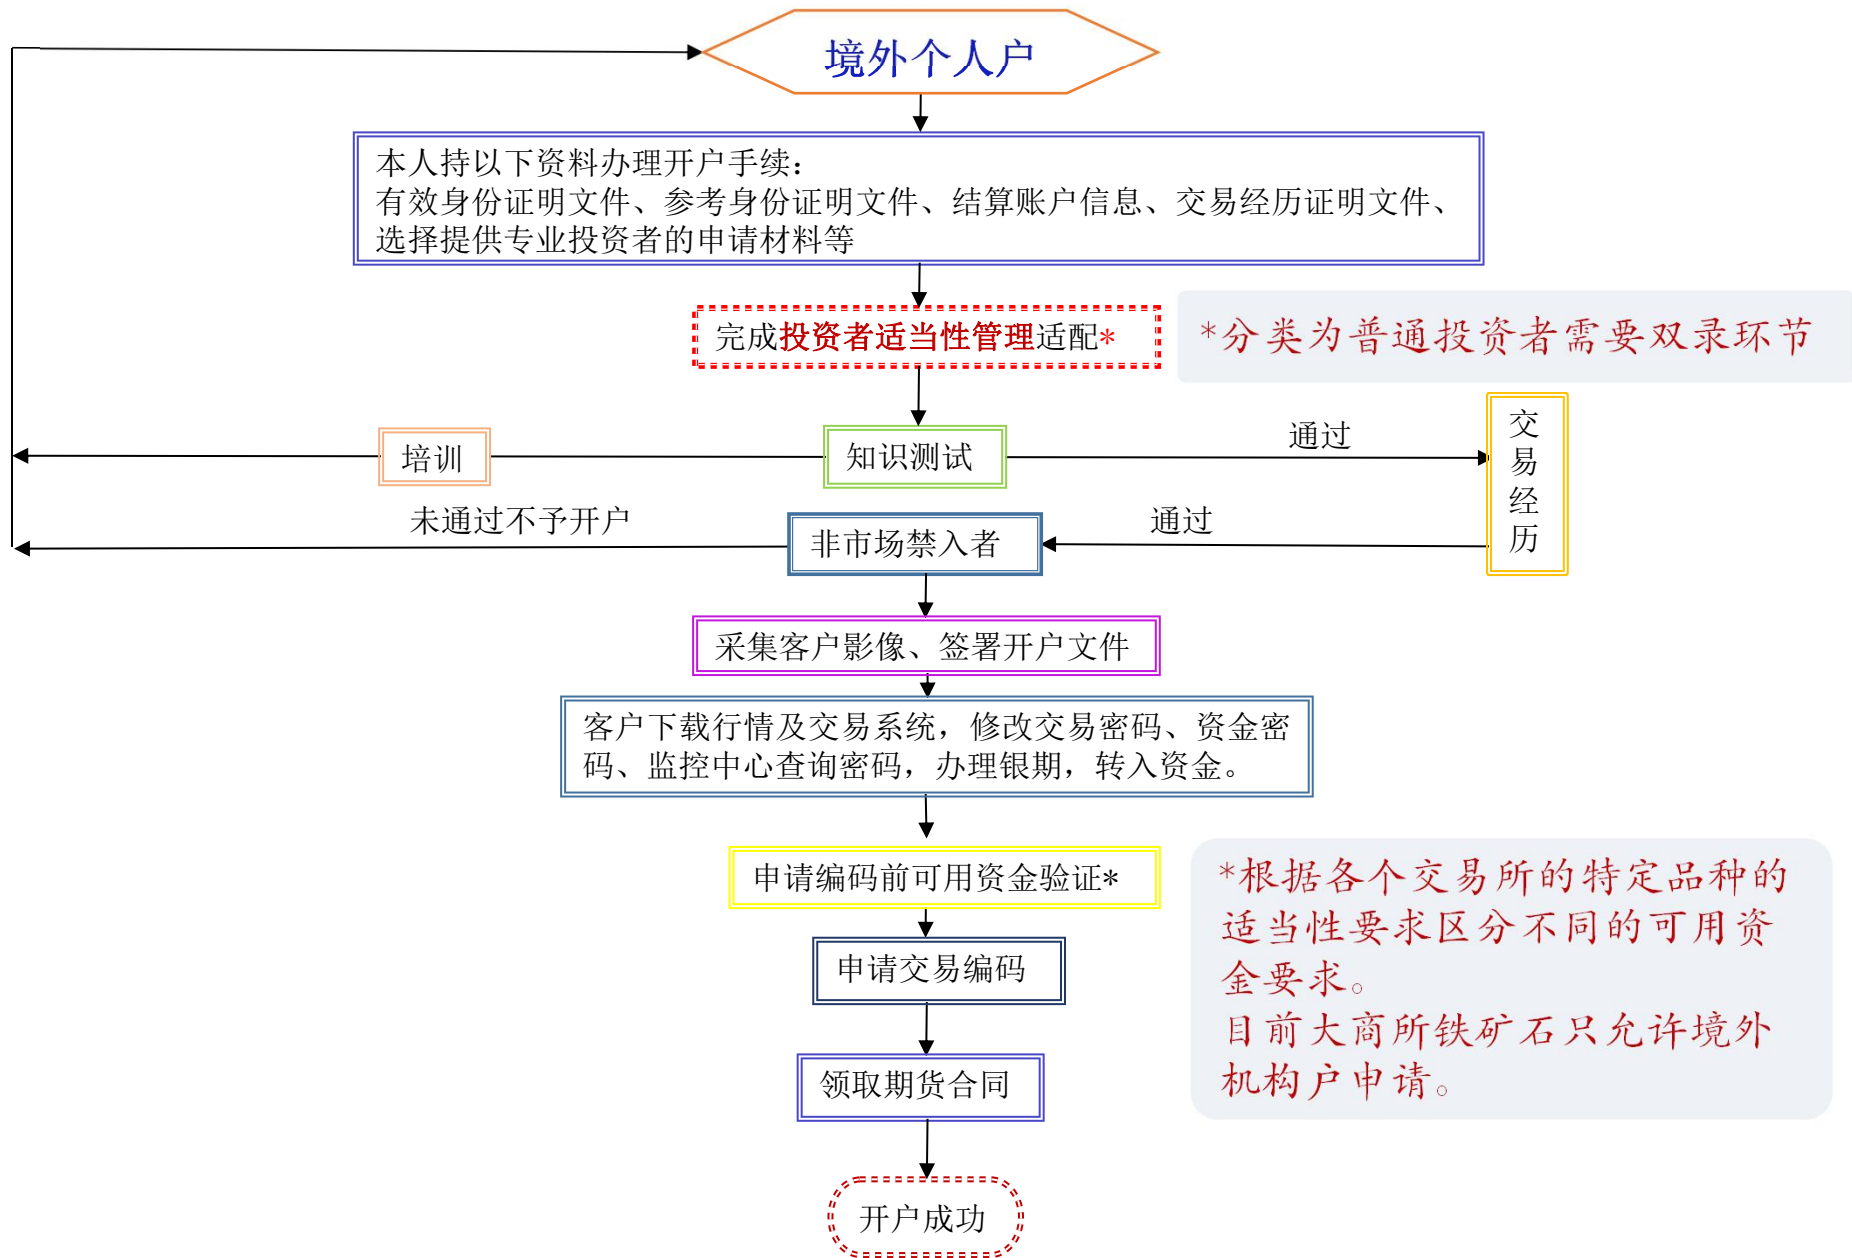 境外个人户
本人持以下资料办理开户手续：
有效身份证明文件、参考身份证明文件、结算账户信息、交易经历证明文件、
选择提供专业投资者的申请材料等
完成投资者适当性管理适配*
*分类为普通投资者需要双录环节
培训
知识测试
通过
交
易
经
历
未通过不予开户
非市场禁入者
通过
采集客户影像、签署开户文件
客户下载行情及交易系统，修改交易密码、资金密
码、监控中心查询密码，办理银期，转入资金。
申请编码前可用资金验证*
*根据各个交易所的特定品种的
适当性要求区分不同的可用资
金要求。
目前大商所铁矿石只允许境外
机构户申请。
申请交易编码
领取期货合同
开户成功